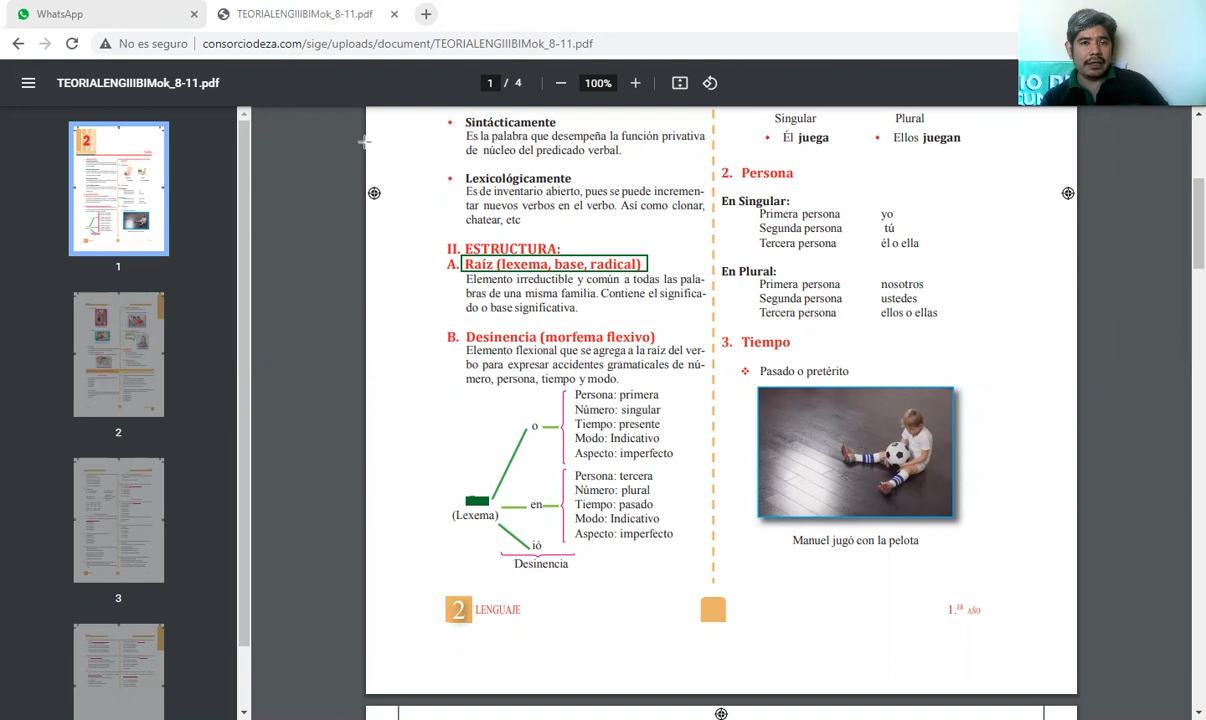 WhatsApp
TEORIALENGIIIBIMok_8-11.pdf
No es seguro
consorciodeza.com/sige/uploads/document/TEORIALENGIIIBIMok_8-11.pdf
TEORIALENGIIIBIMok_8-11.pdf
1 / 4
100%
2
1
2
3
• Sintácticamente
Es la palabra que desempeña la función privativa
de núcleo del predicado verbal.
• Lexicológicamente
Es de inventario abierto, pues se puede incremen-
tar nuevos verbos en el verbo. Así como clonar,
chatear, etc
II. ESTRUCTURA:
A. Raíz (lexema, base, radical)
Elemento irreductible y común a todas las pala-
bras de una misma familia. Contiene el significa-
do o base significativa.
B. Desinencia (morfema flexivo)
Elemento flexional que se agrega a la raíz del ver-
bo para expresar accidentes gramaticales de nú-
mero, persona, tiempo y modo.
Persona: primera
Número: singular
o
Tiempo: presente
Modo: Indicativo
Aspecto: imperfecto
Persona: tercera
Número: plural
en
Tiempo: pasado
(Lexema)
Modo: Indicativo
Aspecto: imperfecto
ió
Desinencia
Singular Plural
• Él juega • Ellos juegan
2. Persona
En Singular:
Primera persona yo
Segunda persona tú
Tercera persona él o ella
En Plural:
Primera persona nosotros
Segunda persona ustedes
Tercera persona ellos o ellas
3. Tiempo
Pasado o pretérito
Manuel jugó con la pelota
2 LENGUAJE
1.ER AÑO